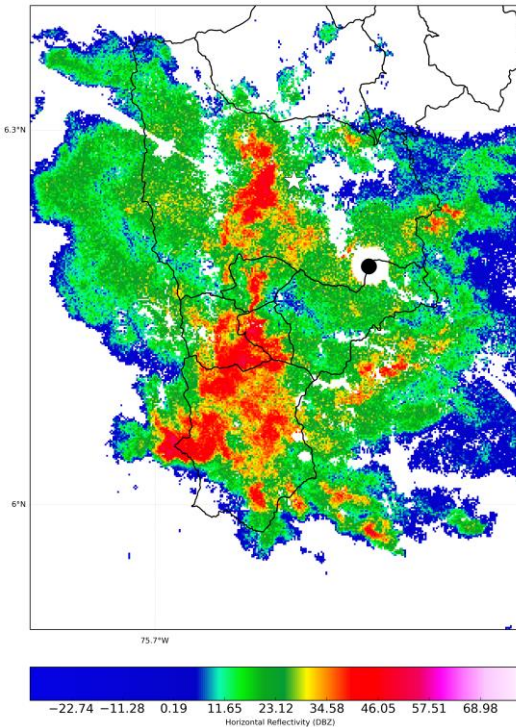 6.3°N
6°N
75.7°W
−22.74 −11.28 0.19 11.65 23.12 34.58 46.05 57.51 68.98
Horizontal Reflectivity (DBZ)